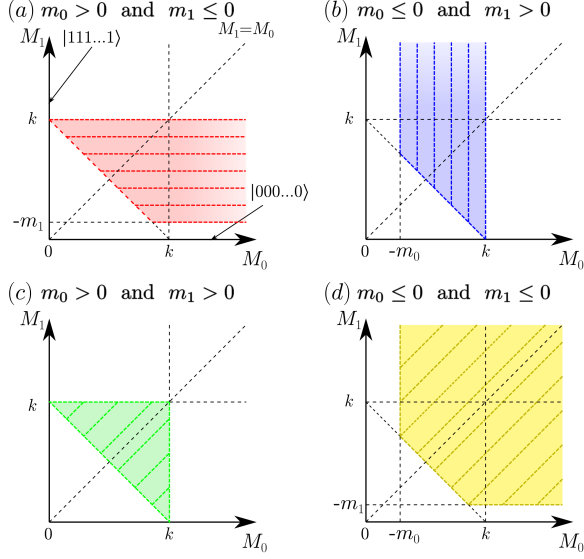 (a) m₀ > 0 and m₁ ≤ 0
M₁
|111...1⟩
M₁=M₀
k
|000...0⟩
-m₁
0 k
M₀
(b) m₀ ≤ 0 and m₁ > 0
M₁
k
0 -m₀ k
M₀
(c) m₀ > 0 and m₁ > 0
M₁
k
0 k
M₀
(d) m₀ ≤ 0 and m₁ ≤ 0
M₁
k
-m₁
0 -m₀ k
M₀